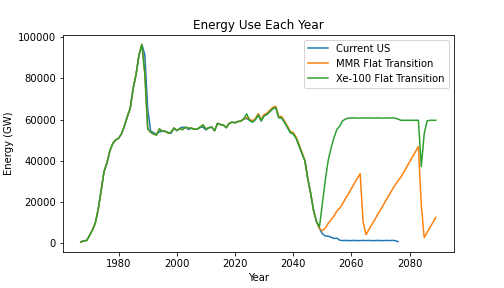 Energy Use Each Year
Energy (GW)
100000
80000
60000
40000
20000
0
Current US
MMR Flat Transition
Xe-100 Flat Transition
1980
2000
2020
2040
2060
2080
Year